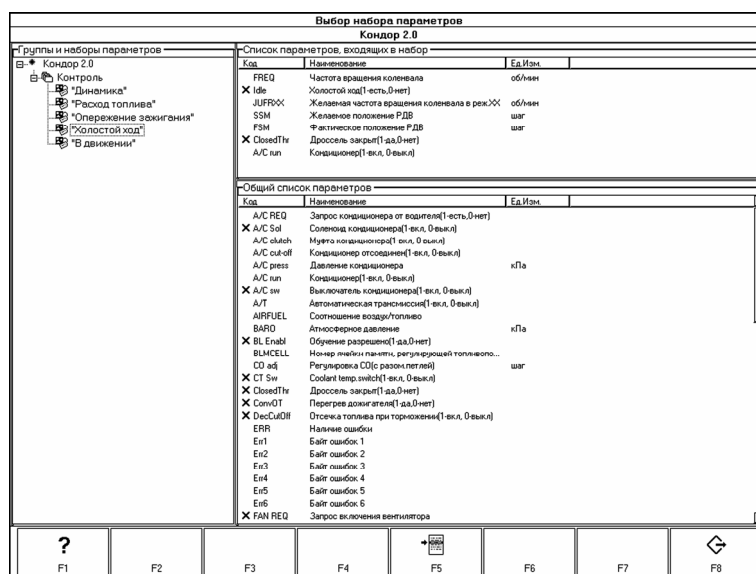 Выбор набора параметров
Кондор 2.0
Группы и наборы параметров
Кондор 2.0
Контроль
"Динамика"
"Расход топлива"
"Опережение зажигания"
"Холостой ход"
"В движении"
Список параметров, входящих в набор
Код Наименование Ед.Изм.
FREQ Частота вращения коленвала об/мин
Idle Холостой ход(1-есть,0-нет)
JUFRXX Желаемая частота вращения коленвала в реж.XX об/мин
SSM Желаемое положение РДВ шаг
FSM Фактическое положение РДВ шаг
ClosedThr Дроссель закрыт(1-да,0-нет)
A/C run Кондиционер(1-вкл, 0-выкл)
Общий список параметров
Код Наименование Ед.Изм.
A/C REQ Запрос кондиционера от водителя(1-есть,0-нет)
A/C Sol Соленоид кондиционера(1-вкл, 0-выкл)
A/C clutch Муфта кондиционера(1-вкл, 0-выкл)
A/C cut-off Кондиционер отсоединен(1-вкл, 0-выкл)
A/C press Давление кондиционера кПа
A/C run Кондиционер(1-вкл, 0-выкл)
A/C sw Выключатель кондиционера(1-вкл, 0-выкл)
A/T Автоматическая трансмиссия(1-вкл, 0-выкл)
AIRFUEL Соотношение воздух/топливо
BARO Атмосферное давление кПа
BL Enabl Обучение разрешено(1-да,0-нет)
BLMCELL Номер ячейки памяти, регулирующей топливопо...
CO adj Регулировка CO(с разом.петлей) шаг
CT Sw Coolant temp.switch(1-вкл, 0-выкл)
ClosedThr Дроссель закрыт(1-да,0-нет)
ConvOT Перегрев дожигателя(1-да,0-нет)
DecCutOff Отсечка топлива при торможении(1-вкл, 0-выкл)
ERR Наличие ошибки
Err1 Байт ошибок 1
Err2 Байт ошибок 2
Err3 Байт ошибок 3
Err4 Байт ошибок 4
Err5 Байт ошибок 5
Err6 Байт ошибок 6
FAN REQ Запрос включения вентилятора
?
F1 F2 F3 F4 F5 F6 F7 F8